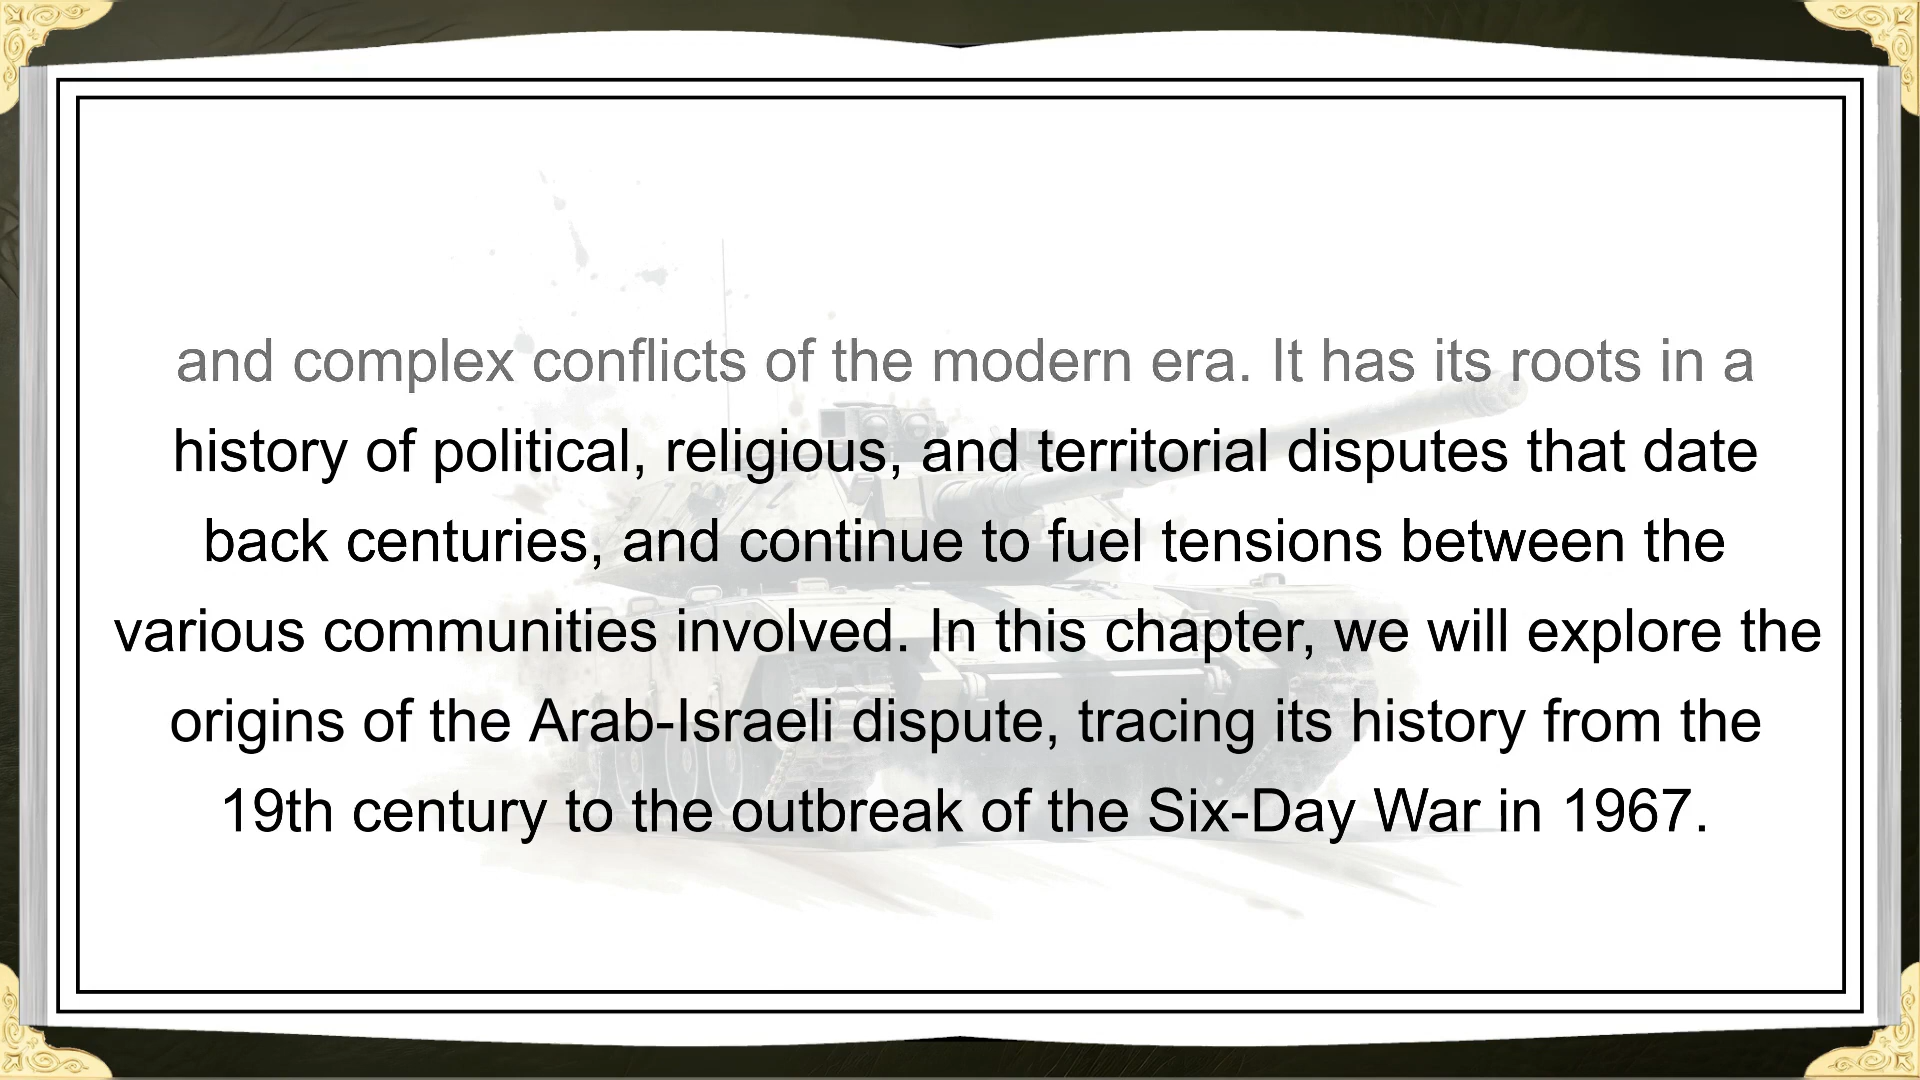 and complex conflicts of the modern era. It has its roots in a
history of political, religious, and territorial disputes that date
back centuries, and continue to fuel tensions between the
various communities involved. In this chapter, we will explore the
origins of the Arab-Israeli dispute, tracing its history from the
19th century to the outbreak of the Six-Day War in 1967.